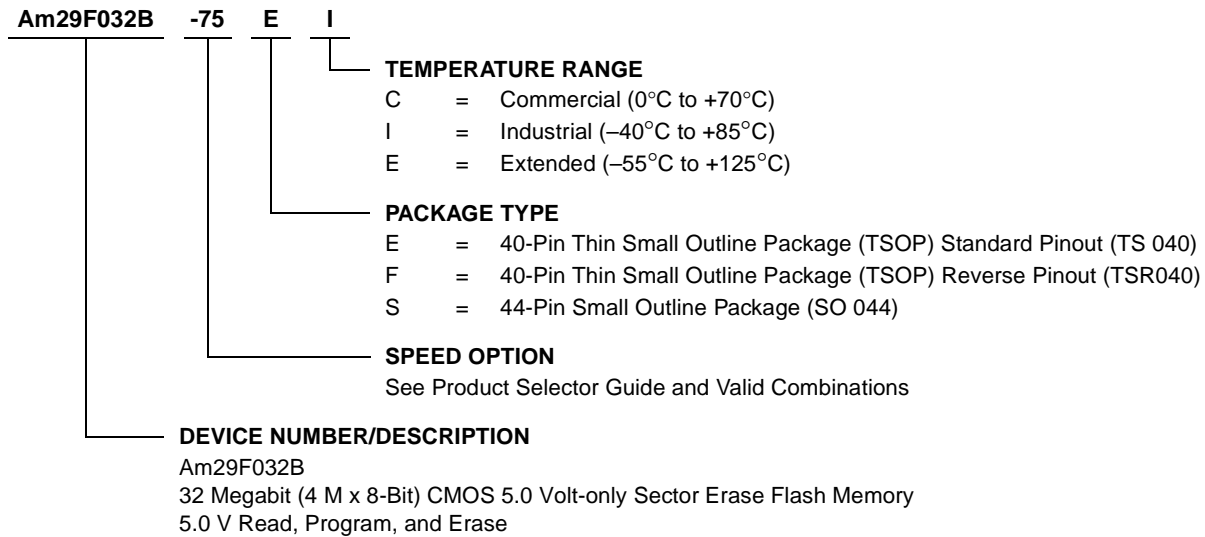 Am29F032B -75 E I
TEMPERATURE RANGE
C = Commercial (0°C to +70°C)
I = Industrial (–40°C to +85°C)
E = Extended (–55°C to +125°C)
PACKAGE TYPE
E = 40-Pin Thin Small Outline Package (TSOP) Standard Pinout (TS 040)
F = 40-Pin Thin Small Outline Package (TSOP) Reverse Pinout (TSR040)
S = 44-Pin Small Outline Package (SO 044)
SPEED OPTION
See Product Selector Guide and Valid Combinations
DEVICE NUMBER/DESCRIPTION
Am29F032B
32 Megabit (4 M x 8-Bit) CMOS 5.0 Volt-only Sector Erase Flash Memory
5.0 V Read, Program, and Erase